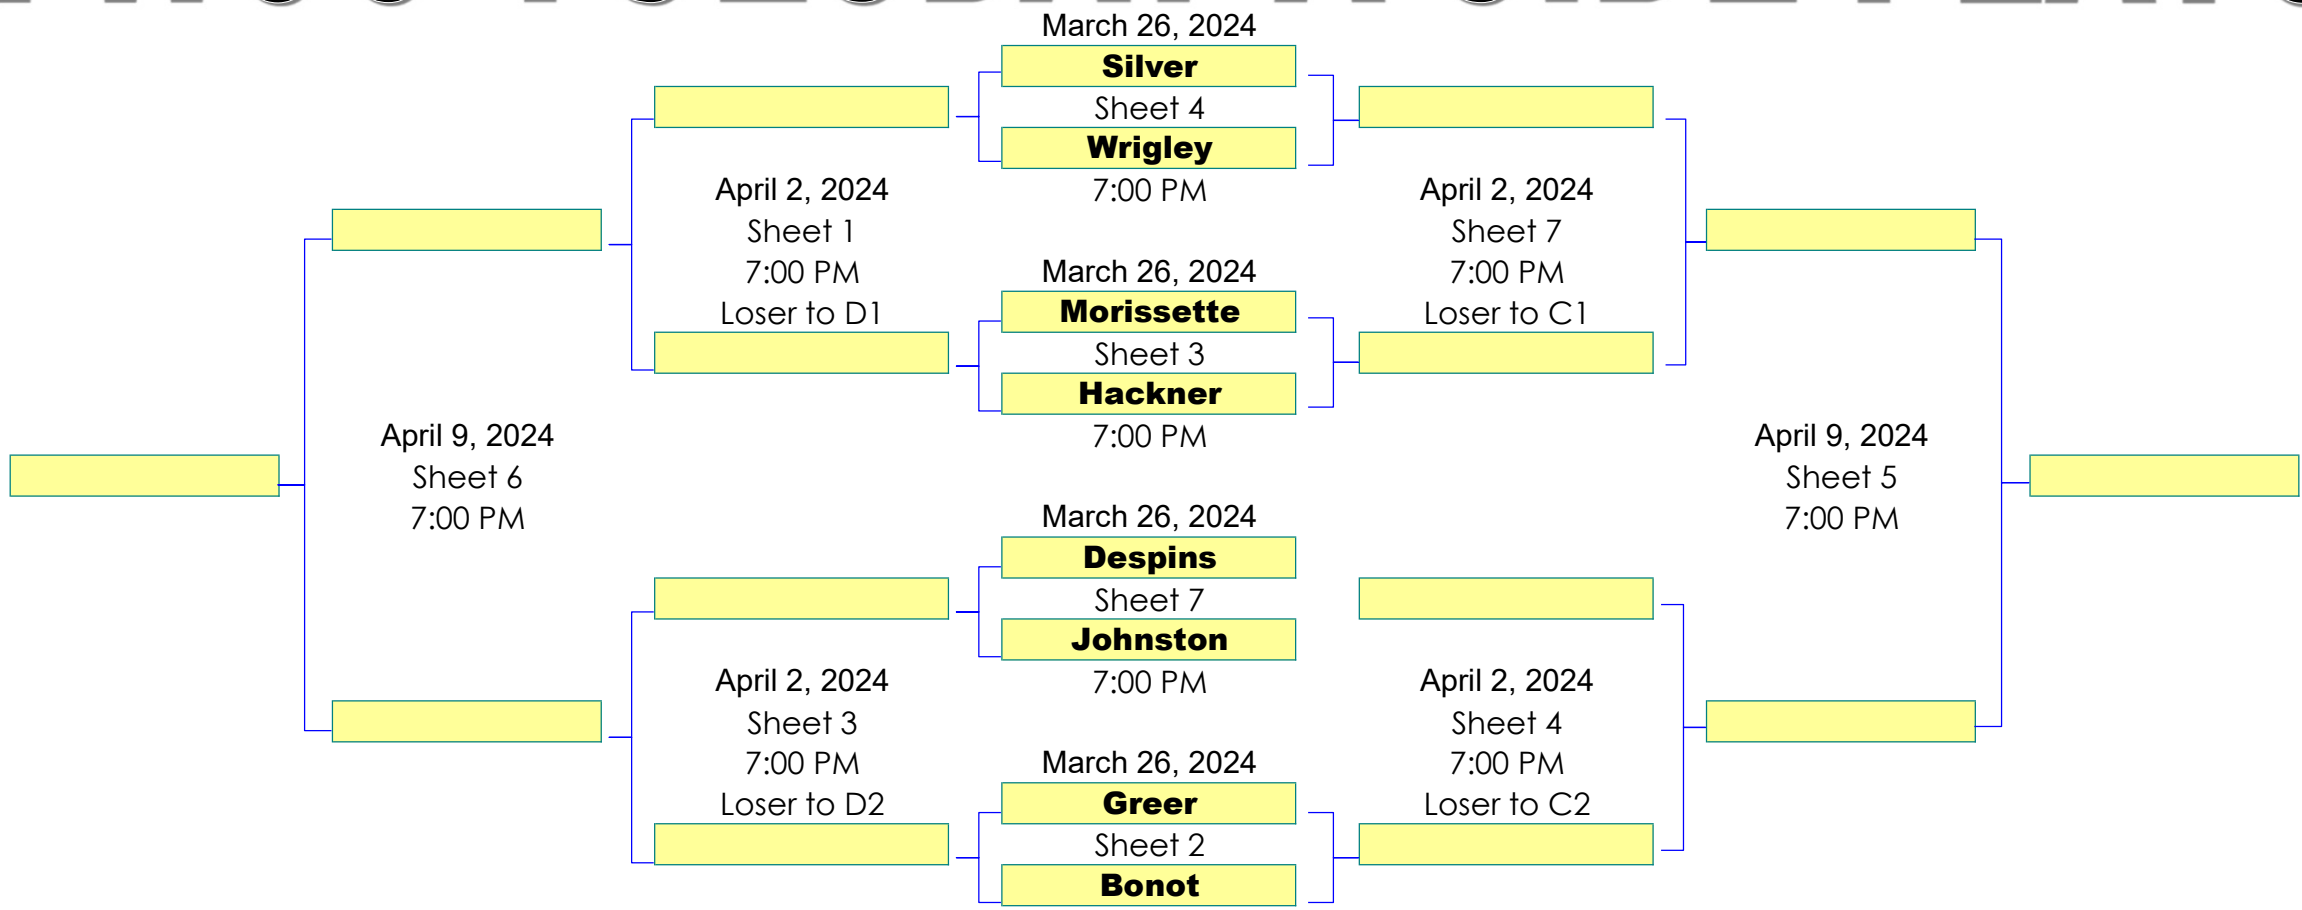 March 26, 2024
Silver
Sheet 4
Wrigley
April 2, 2024
7:00 PM
April 2, 2024
Sheet 1
Sheet 7
7:00 PM
March 26, 2024
7:00 PM
Loser to D1
Morissette
Loser to C1
Sheet 3
Hackner
April 9, 2024
7:00 PM
April 9, 2024
Sheet 6
Sheet 5
7:00 PM
March 26, 2024
7:00 PM
Despins
Sheet 7
Johnston
April 2, 2024
7:00 PM
April 2, 2024
Sheet 3
Sheet 4
7:00 PM
March 26, 2024
7:00 PM
Loser to D2
Greer
Loser to C2
Sheet 2
Bonot